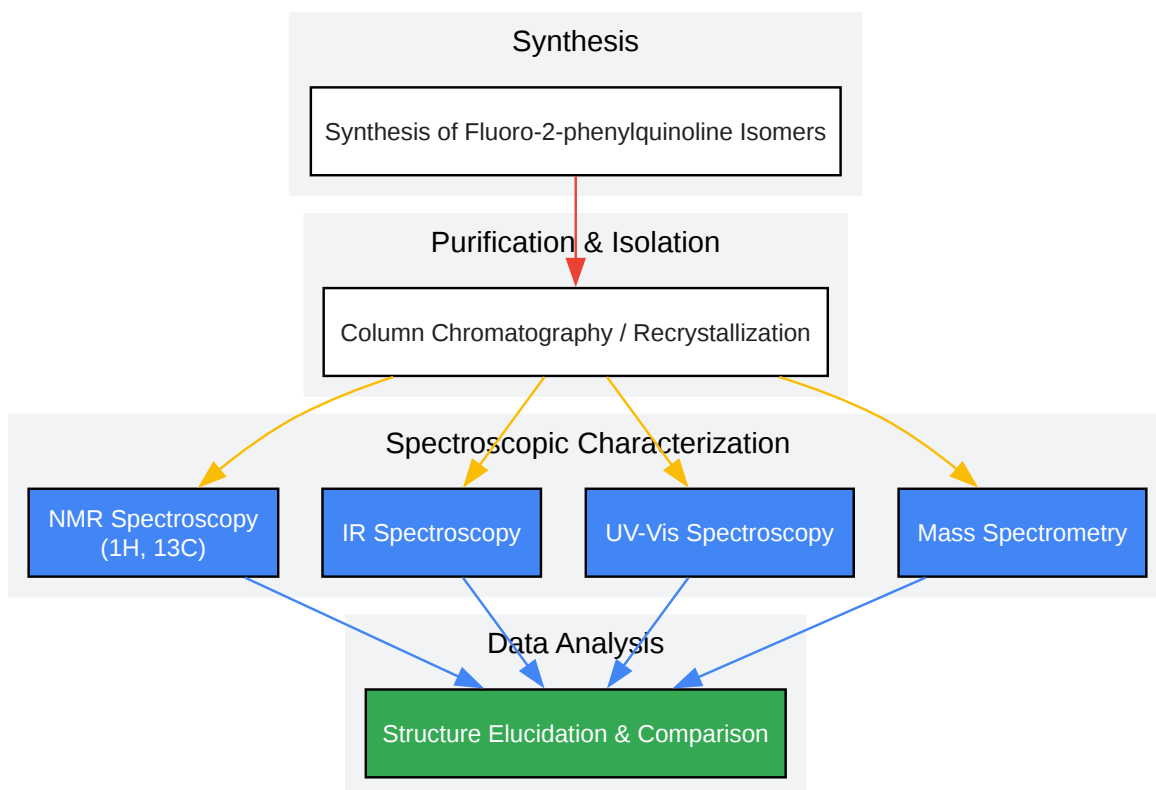 Synthesis
Synthesis of Fluoro-2-phenylquinoline Isomers
Purification & Isolation
Column Chromatography / Recrystallization
Spectroscopic Characterization
NMR Spectroscopy
(1H, 13C)
IR Spectroscopy
UV-Vis Spectroscopy
Mass Spectrometry
Data Analysis
Structure Elucidation & Comparison